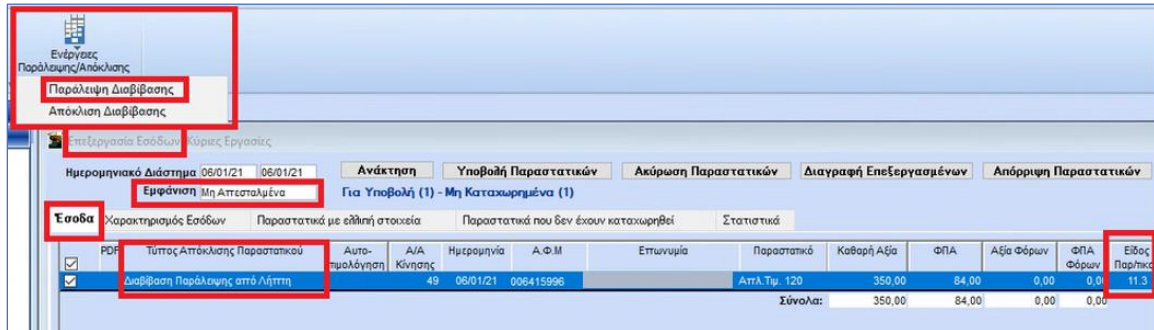 Ενέργειες
Παράλειψης/Απόκλισης
Παράλειψη Διαβίβασης
Απόκλιση Διαβίβασης
Επεξεργασία Εσόδων Κύριες Εργασίες
Ημερομηνιακό Διάστημα 06/01/21 06/01/21 Ανάκτηση Υποβολή Παραστατικών Ακύρωση Παραστατικών Διαγραφή Επεξεργασμένων Απόρριψη Παραστατικών
Εμφάνιση Μη Απεσταλμένα Για Υποβολή (1) - Μη Καταχωρημένα (1)
Έσοδα Χαρακτηρισμός Εσόδων Παραστατικά με ελλιπή στοιχεία Παραστατικά που δεν έχουν καταχωρηθεί Στατιστικά
PDF Τύπος Απόκλισης Παραστατικού Αυτο- Α/Α Ημερομηνία Α.Φ.Μ Επωνυμία Παραστατικό Καθαρή Αξία ΦΠΑ Αξία Φόρων ΦΠΑ Είδος
τιμολόγηση Κίνησης Φόρων Παρ/τικο
Διαβίβαση Παράλειψης από Λήπτη 49 06/01/21 006415996 Απλ.Τιμ. 120 350,00 84,00 0,00 0,00 11.3
Σύνολα: 350,00 84,00 0,00 0,00